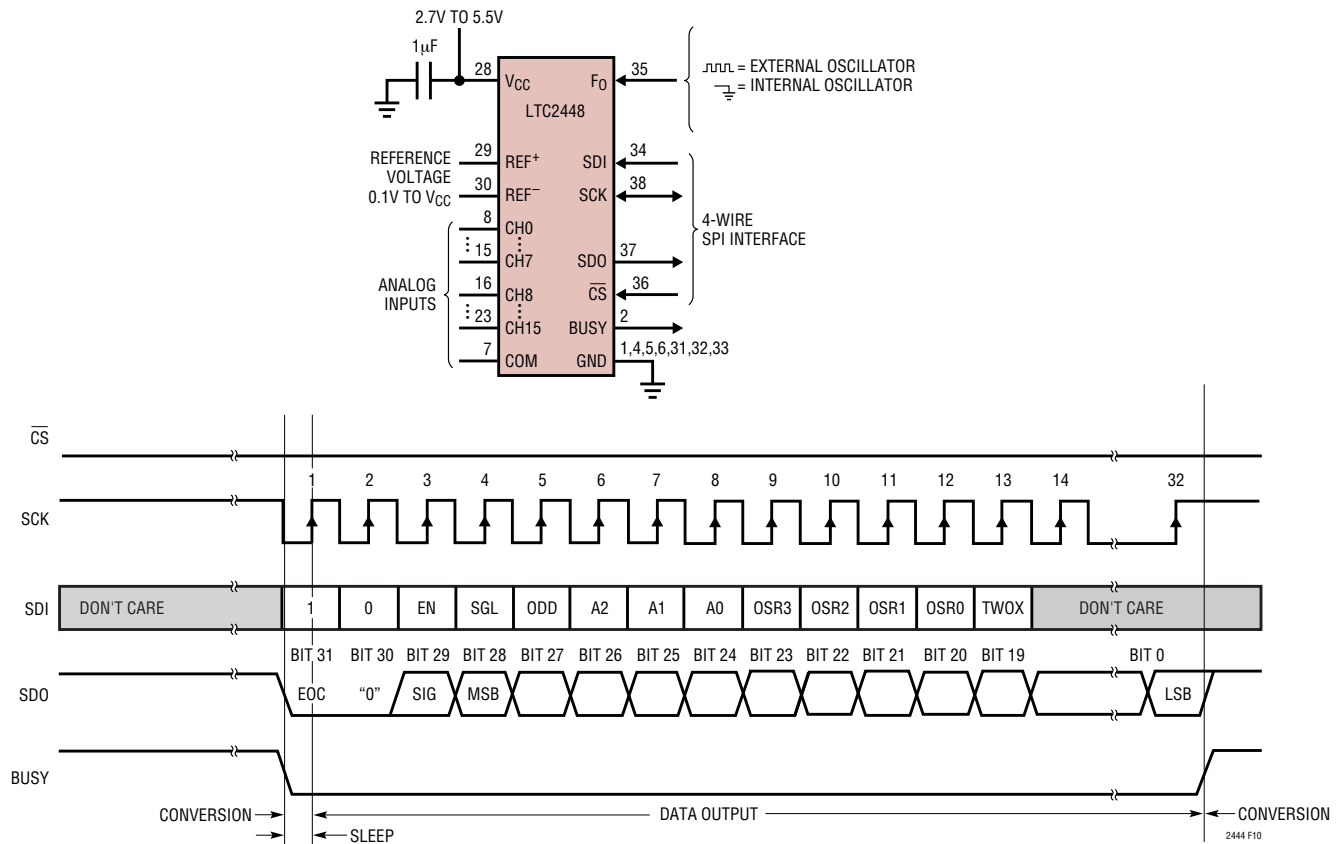 2.7V TO 5.5V
1µF
28
VCC
LTC2448
FO
35
= EXTERNAL OSCILLATOR
= INTERNAL OSCILLATOR
REFERENCE
VOLTAGE
0.1V TO VCC
29
REF+
30
REF–
SDI
34
SCK
38
4-WIRE
SPI INTERFACE
ANALOG
INPUTS
8
CH0
15
CH7
SDO
37
16
CH8
CS
36
23
CH15
BUSY
2
7
COM
GND
1,4,5,6,31,32,33
CS
1 2 3 4 5 6 7 8 9 10 11 12 13 14 32
SCK
SDI DON'T CARE 1 0 EN SGL ODD A2 A1 A0 OSR3 OSR2 OSR1 OSR0 TWOX DON'T CARE
BIT 31 BIT 30 BIT 29 BIT 28 BIT 27 BIT 26 BIT 25 BIT 24 BIT 23 BIT 22 BIT 21 BIT 20 BIT 19 BIT 0
SDO EOC “0” SIG MSB LSB
BUSY
CONVERSION DATA OUTPUT CONVERSION
SLEEP
2444 F10